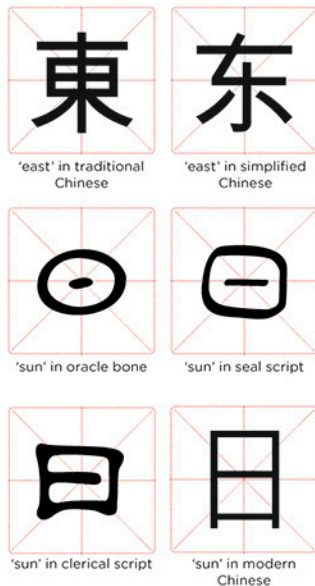 東 东
'east' in traditional Chinese
'east' in simplified Chinese
'sun' in oracle bone
'sun' in seal script
日 日
'sun' in clerical script
'sun' in modern Chinese